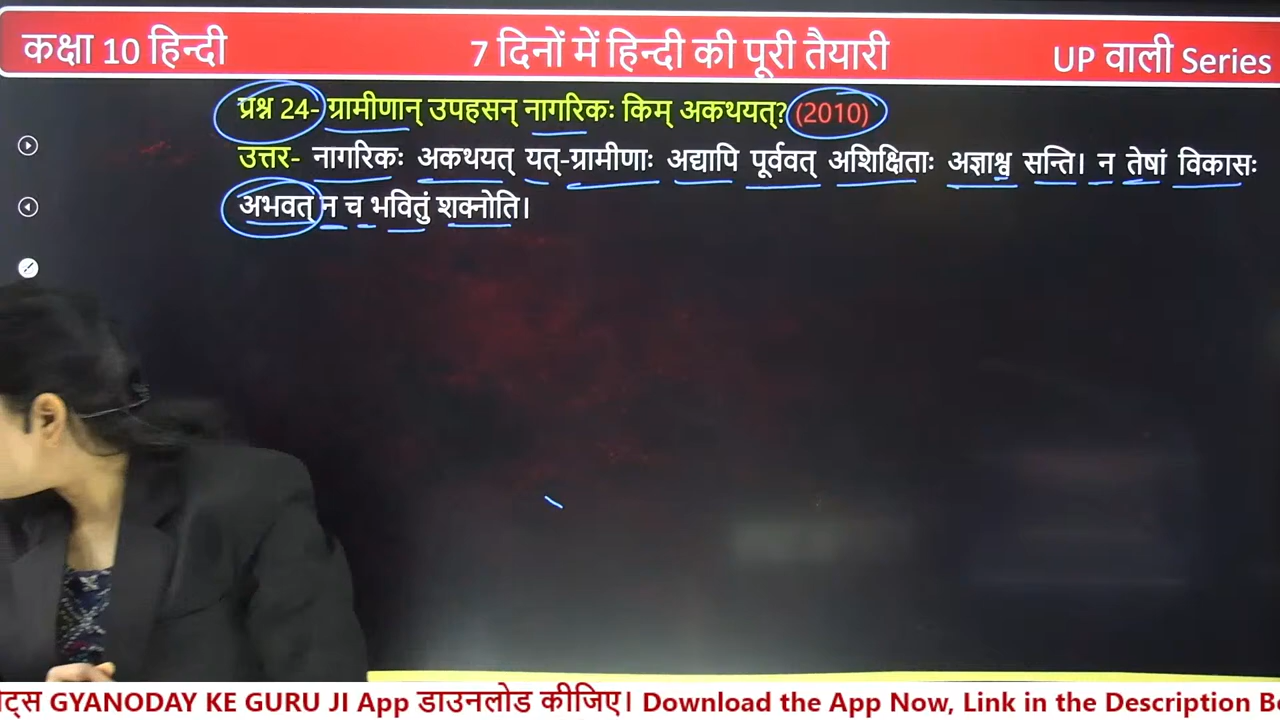 कक्षा 10 हिन्दी 7 दिनों में हिन्दी की पूरी तैयारी UP वाली Series
प्रश्न 24- ग्रामीणान् उपहसन् नागरिकः किम् अकथयत्? (2010)
उत्तर- नागरिकः अकथयत् यत्-ग्रामीणाः अद्यापि पूर्ववत् अशिक्षिताः अज्ञाश्व सन्ति। न तेषां विकासः
अभवत् न च भवितुं शक्नोति।
GYANODAY KE GURU JI App डाउनलोड कीजिए। Download the App Now, Link in the Description